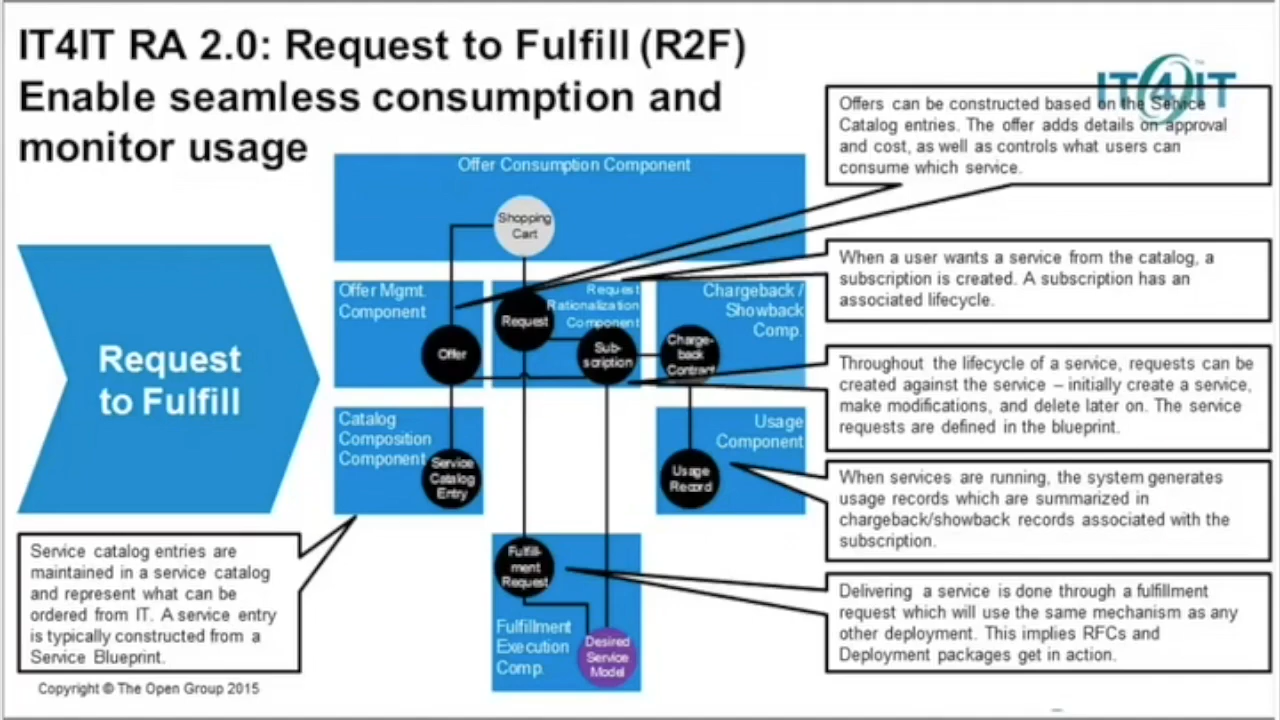 IT4IT RA 2.0: Request to Fulfill (R2F)
Enable seamless consumption and
monitor usage
IT4IT
Offers can be constructed based on the Service
Catalog entries. The offer adds details on approval
and cost, as well as controls what users can
consume which service.
Offer Consumption Component
Shopping
Cart
When a user wants a service from the catalog, a
subscription is created. A subscription has an
associated lifecycle.
Offer Mgmt.
Component
Request
Rationalization
Component
Chargeback /
Showback
Comp.
Request
Offer
Sub-
scription
Charge-
back
Contract
Request
to Fulfill
Throughout the lifecycle of a service, requests can be
created against the service – initially create a service,
make modifications, and delete later on. The service
requests are defined in the blueprint.
Catalog
Composition
Component
Service
Catalog
Entry
Usage
Component
Usage
Record
When services are running, the system generates
usage records which are summarized in
chargeback/showback records associated with the
subscription.
Service catalog entries are
maintained in a service catalog
and represent what can be
ordered from IT. A service entry
is typically constructed from a
Service Blueprint.
Fulfill-
ment
Request
Fulfillment
Execution
Comp.
Desired
Service
Model
Delivering a service is done through a fulfillment
request which will use the same mechanism as any
other deployment. This implies RFCs and
Deployment packages get in action.
Copyright © The Open Group 2015